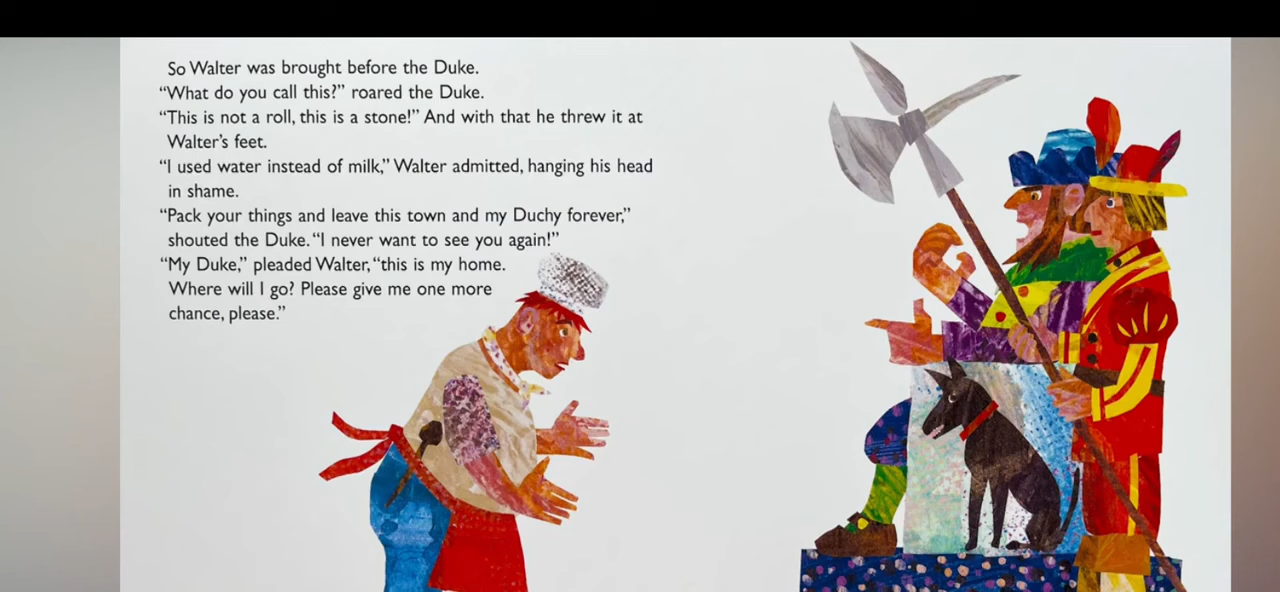 So Walter was brought before the Duke.
“What do you call this?” roared the Duke.
“This is not a roll, this is a stone!” And with that he threw it at
Walter’s feet.
“I used water instead of milk,” Walter admitted, hanging his head
in shame.
“Pack your things and leave this town and my Duchy forever,”
shouted the Duke. “I never want to see you again!”
“My Duke,” pleaded Walter, “this is my home.
Where will I go? Please give me one more
chance, please.”